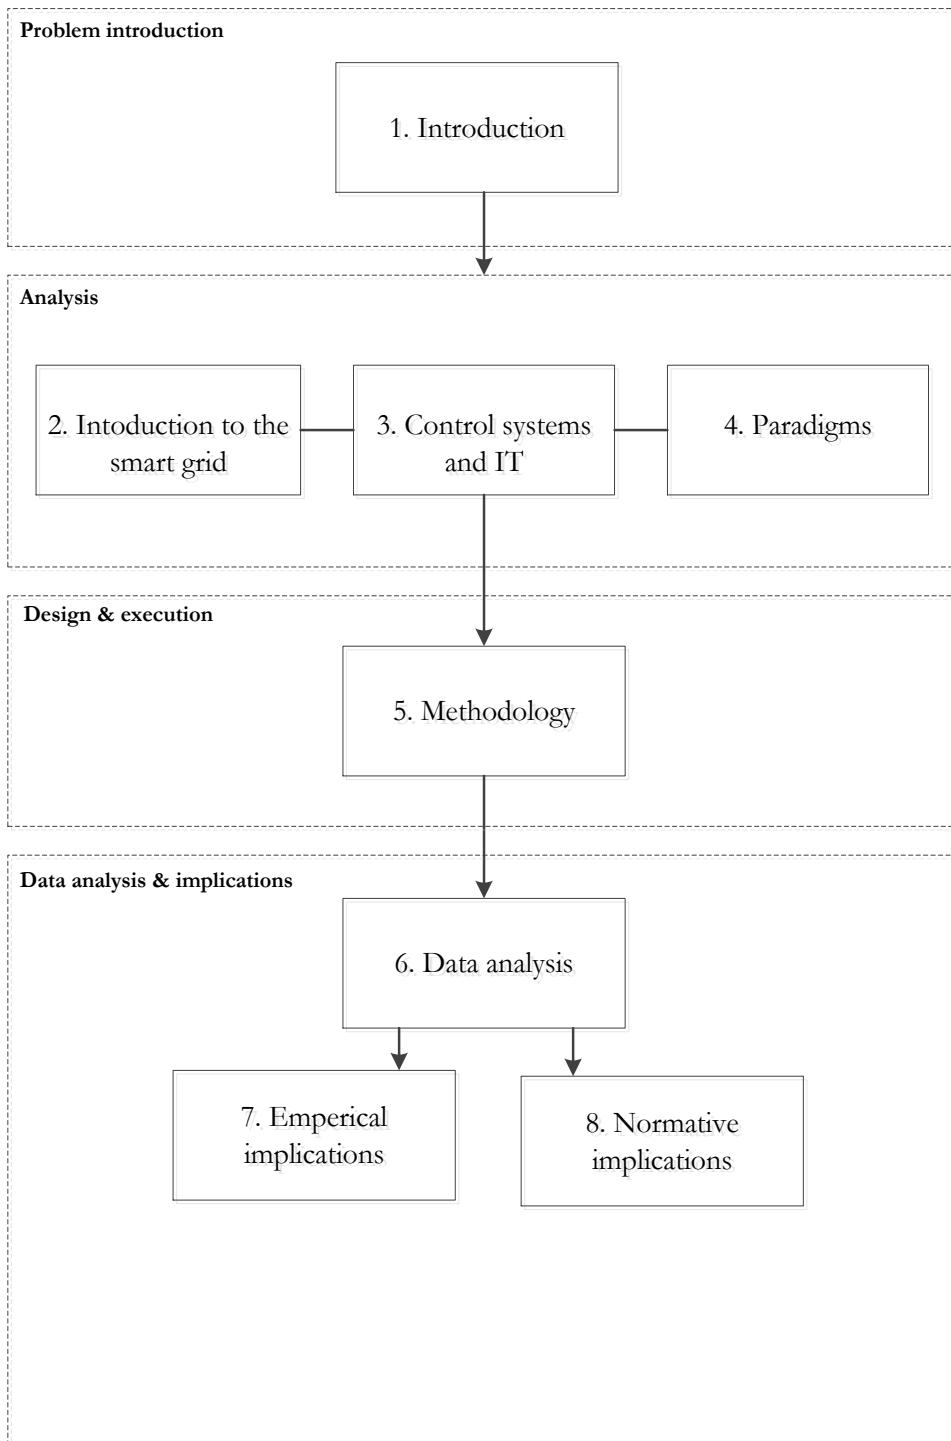 Problem introduction
1. Introduction
Analysis
2. Intoduction to the
smart grid
3. Control systems
and IT
4. Paradigms
Design & execution
5. Methodology
Data analysis & implications
6. Data analysis
7. Emperical
implications
8. Normative
implications